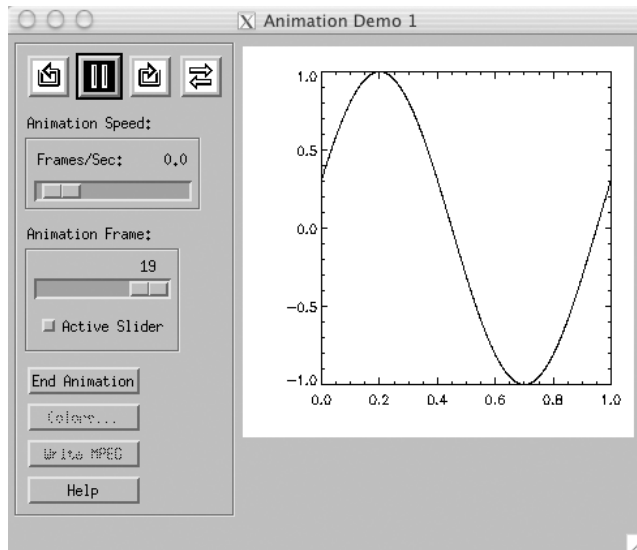 Animation Demo 1
Animation Speed:
Frames/Sec: 0.0
Animation Frame:
19
Active Slider
End Animation
Colors...
Write MPEG
Help
1.0
0.5
0.0
−0.5
−1.0
0.0 0.2 0.4 0.6 0.8 1.0